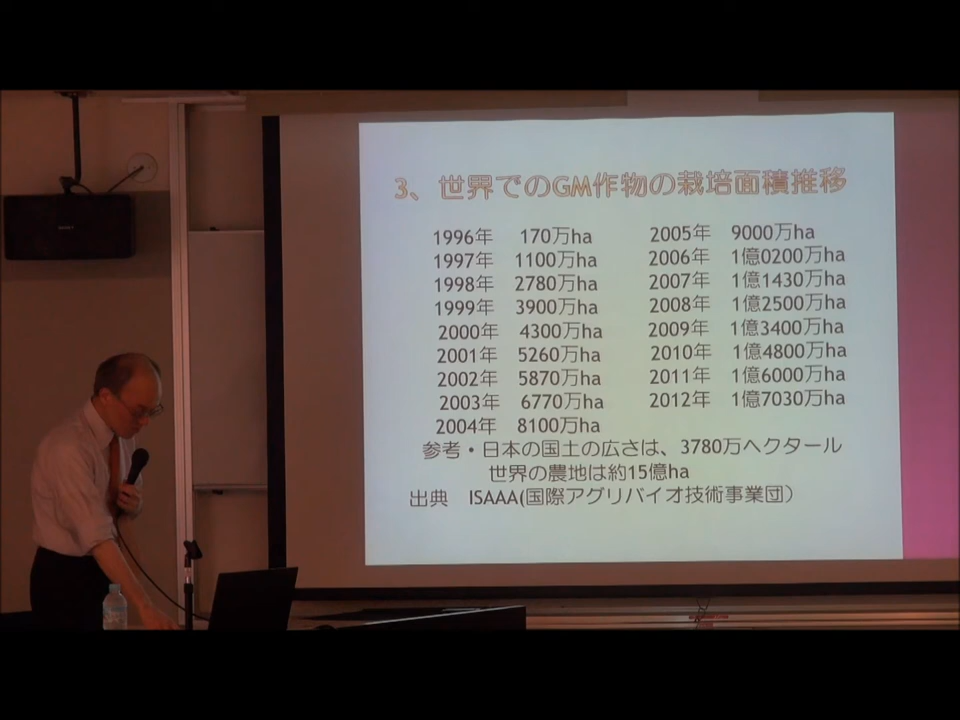 3、世界でのGM作物の栽培面積推移
1996年 170万ha
1997年 1100万ha
1998年 2780万ha
1999年 3900万ha
2000年 4300万ha
2001年 5260万ha
2002年 5870万ha
2003年 6770万ha
2004年 8100万ha
2005年 9000万ha
2006年 1億0200万ha
2007年 1億1430万ha
2008年 1億2500万ha
2009年 1億3400万ha
2010年 1億4800万ha
2011年 1億6000万ha
2012年 1億7030万ha
参考・日本の国土の広さは、3780万ヘクタール
世界の農地は約15億ha
出典 ISAAA(国際アグリバイオ技術事業団）